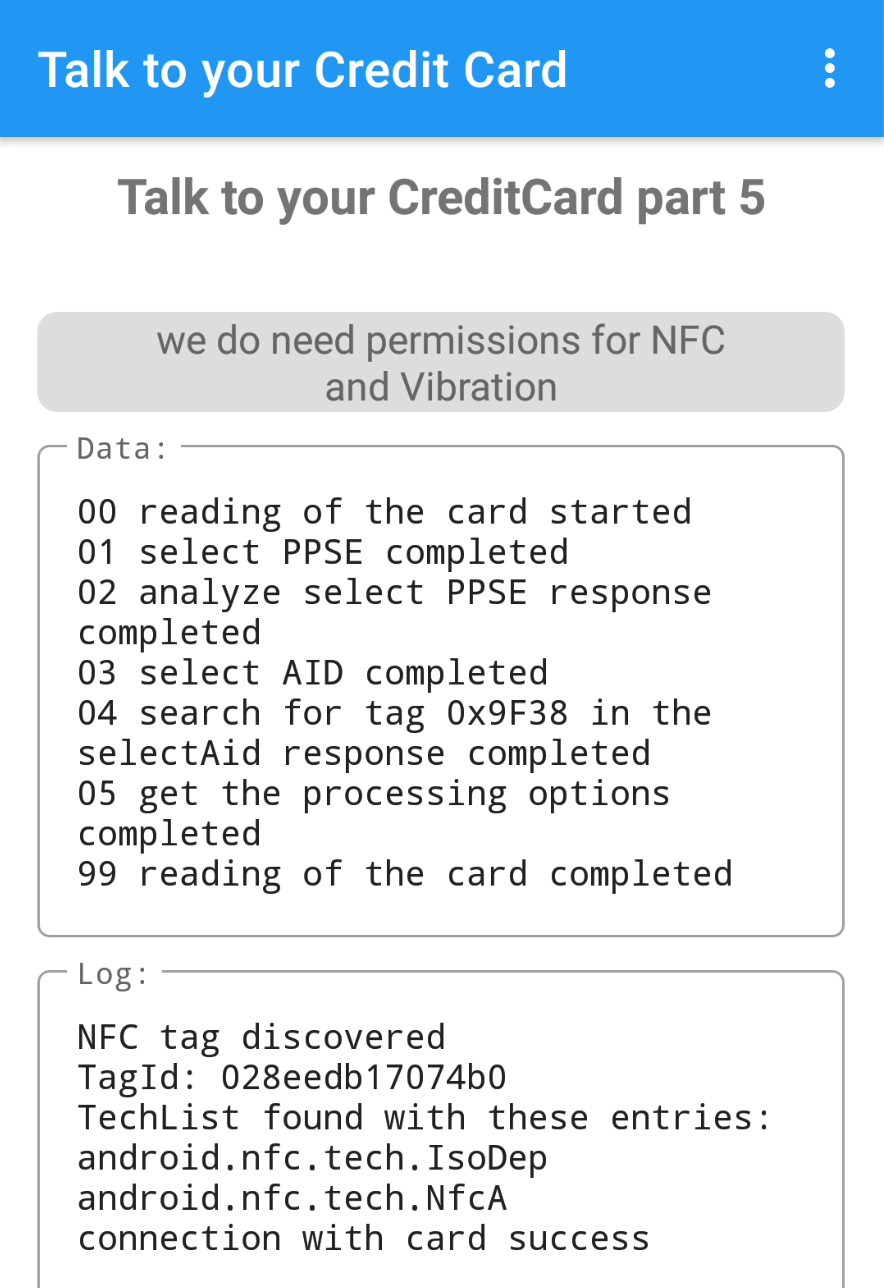 Talk to your Credit Card
Talk to your CreditCard part 5
we do need permissions for NFC
and Vibration
Data:
00 reading of the card started
01 select PPSE completed
02 analyze select PPSE response
completed
03 select AID completed
04 search for tag 0x9F38 in the
selectAid response completed
05 get the processing options
completed
99 reading of the card completed
Log:
NFC tag discovered
TagId: 028eedb17074b0
TechList found with these entries:
android.nfc.tech.IsoDep
android.nfc.tech.NfcA
connection with card success